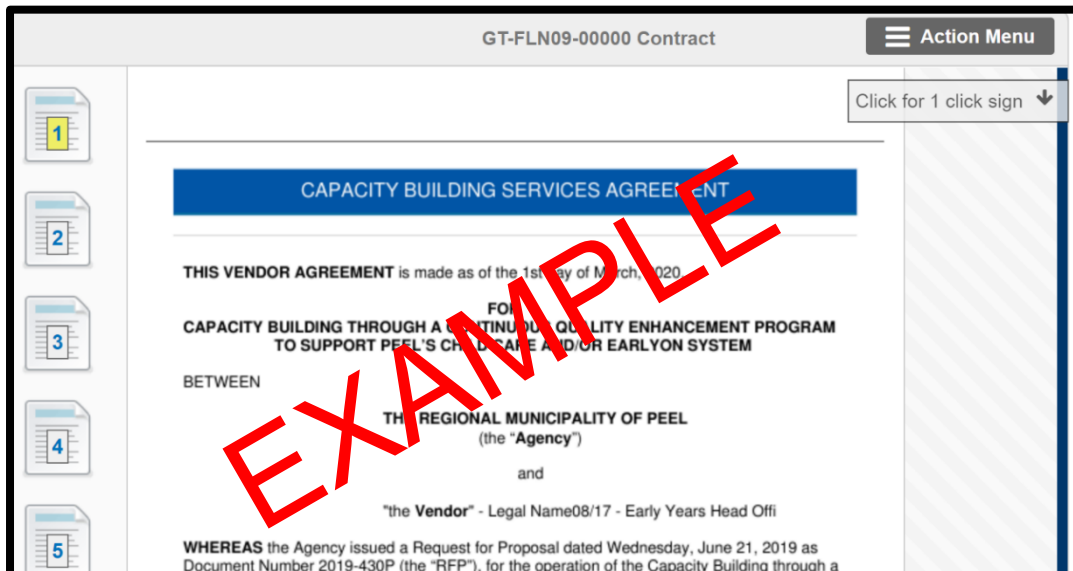 GT-FLN09-00000 Contract
Action Menu
Click for 1 click sign
1
2
3
4
5
CAPACITY BUILDING SERVICES AGREEMENT
THIS VENDOR AGREEMENT is made as of the 1st day of March, 2020
FOR
CAPACITY BUILDING THROUGH A CONTINUOUS QUALITY ENHANCEMENT PROGRAM
TO SUPPORT PEEL'S CHILD CARE AND/OR EARLYON SYSTEM
BETWEEN
THE REGIONAL MUNICIPALITY OF PEEL
(the “Agency”)
and
"the Vendor" - Legal Name08/17 - Early Years Head Offi
WHEREAS the Agency issued a Request for Proposal dated Wednesday, June 21, 2019 as
Document Number 2019-430P (the “RFP”), for the operation of the Capacity Building through a
EXAMPLE